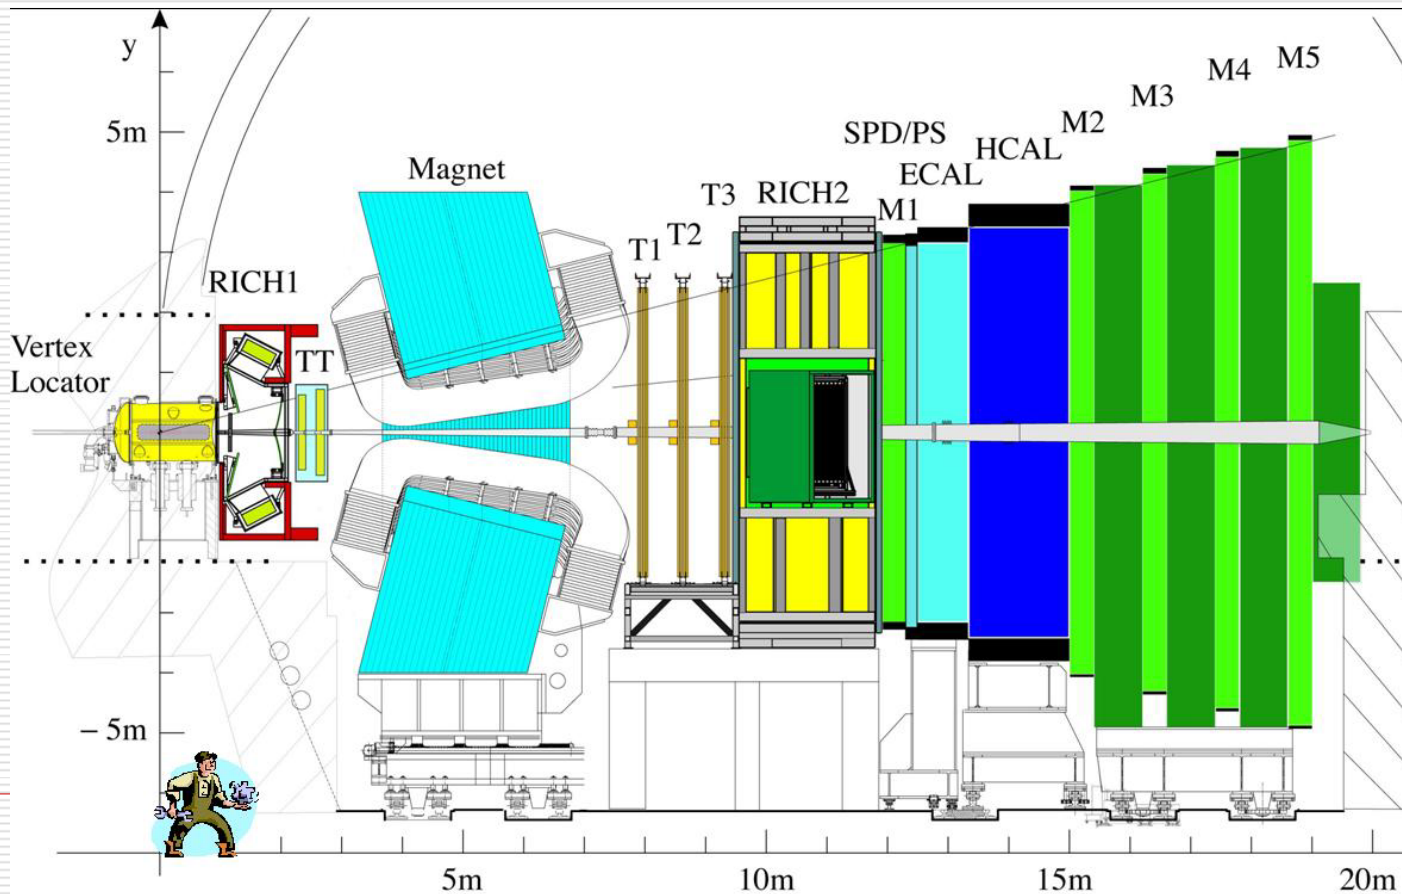 y
5m
Magnet
RICH1
Vertex
Locator
TT
T1
T2
T3
RICH2
SPD/PS
M1
ECAL
HCAL
M2
M3
M4
M5
– 5m
5m
10m
15m
20m